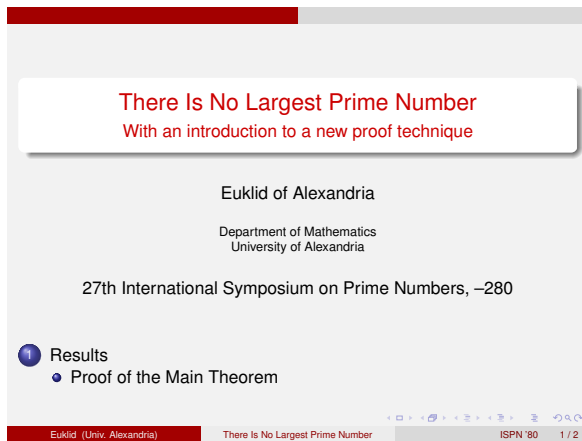 There Is No Largest Prime Number
With an introduction to a new proof technique
Euklid of Alexandria
Department of Mathematics
University of Alexandria
27th International Symposium on Prime Numbers, –280
1 Results
Proof of the Main Theorem
Euklid (Univ. Alexandria) There Is No Largest Prime Number ISPN '80 1 / 2